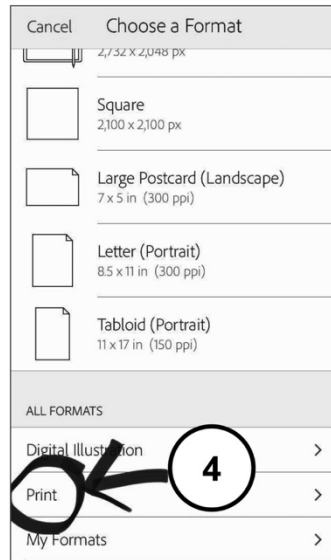 Cancel Choose a Format
2,732 x 2,048 px
Square
2,100 x 2,100 px
Large Postcard (Landscape)
7 x 5 in (300 ppi)
Letter (Portrait)
8.5 x 11 in (300 ppi)
Tabloid (Portrait)
11 x 17 in (150 ppi)
ALL FORMATS
Digital Illustration
4
Print
My Formats